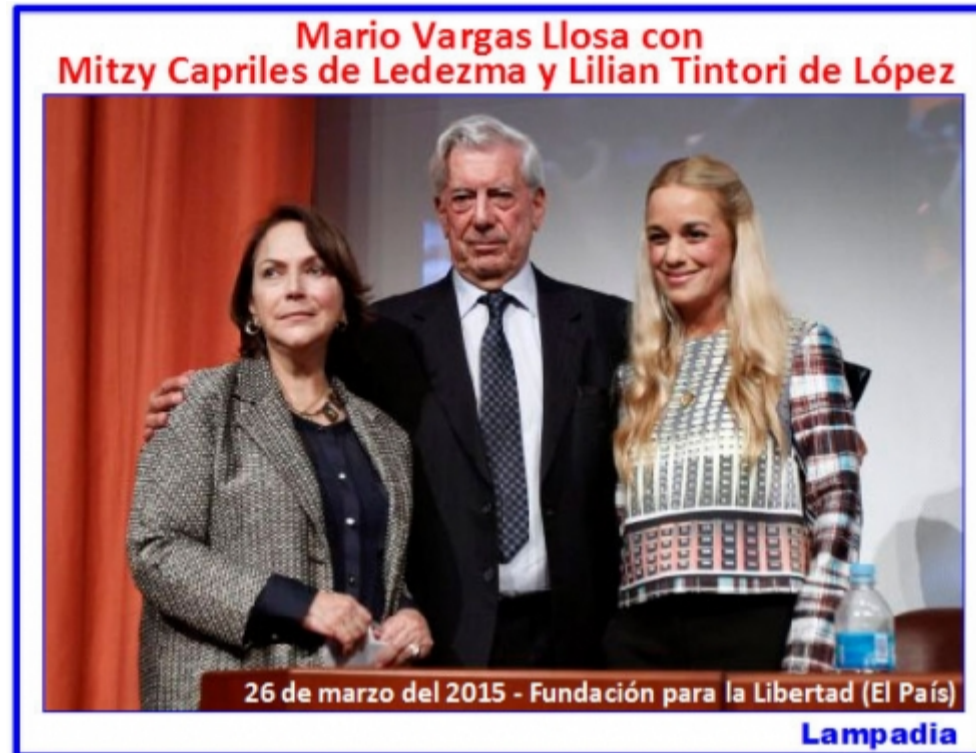 Mario Vargas Llosa con
Mitzy Capriles de Ledezma y Lilian Tintori de López
26 de marzo del 2015 - Fundación para la Libertad (El País)
Lampadia